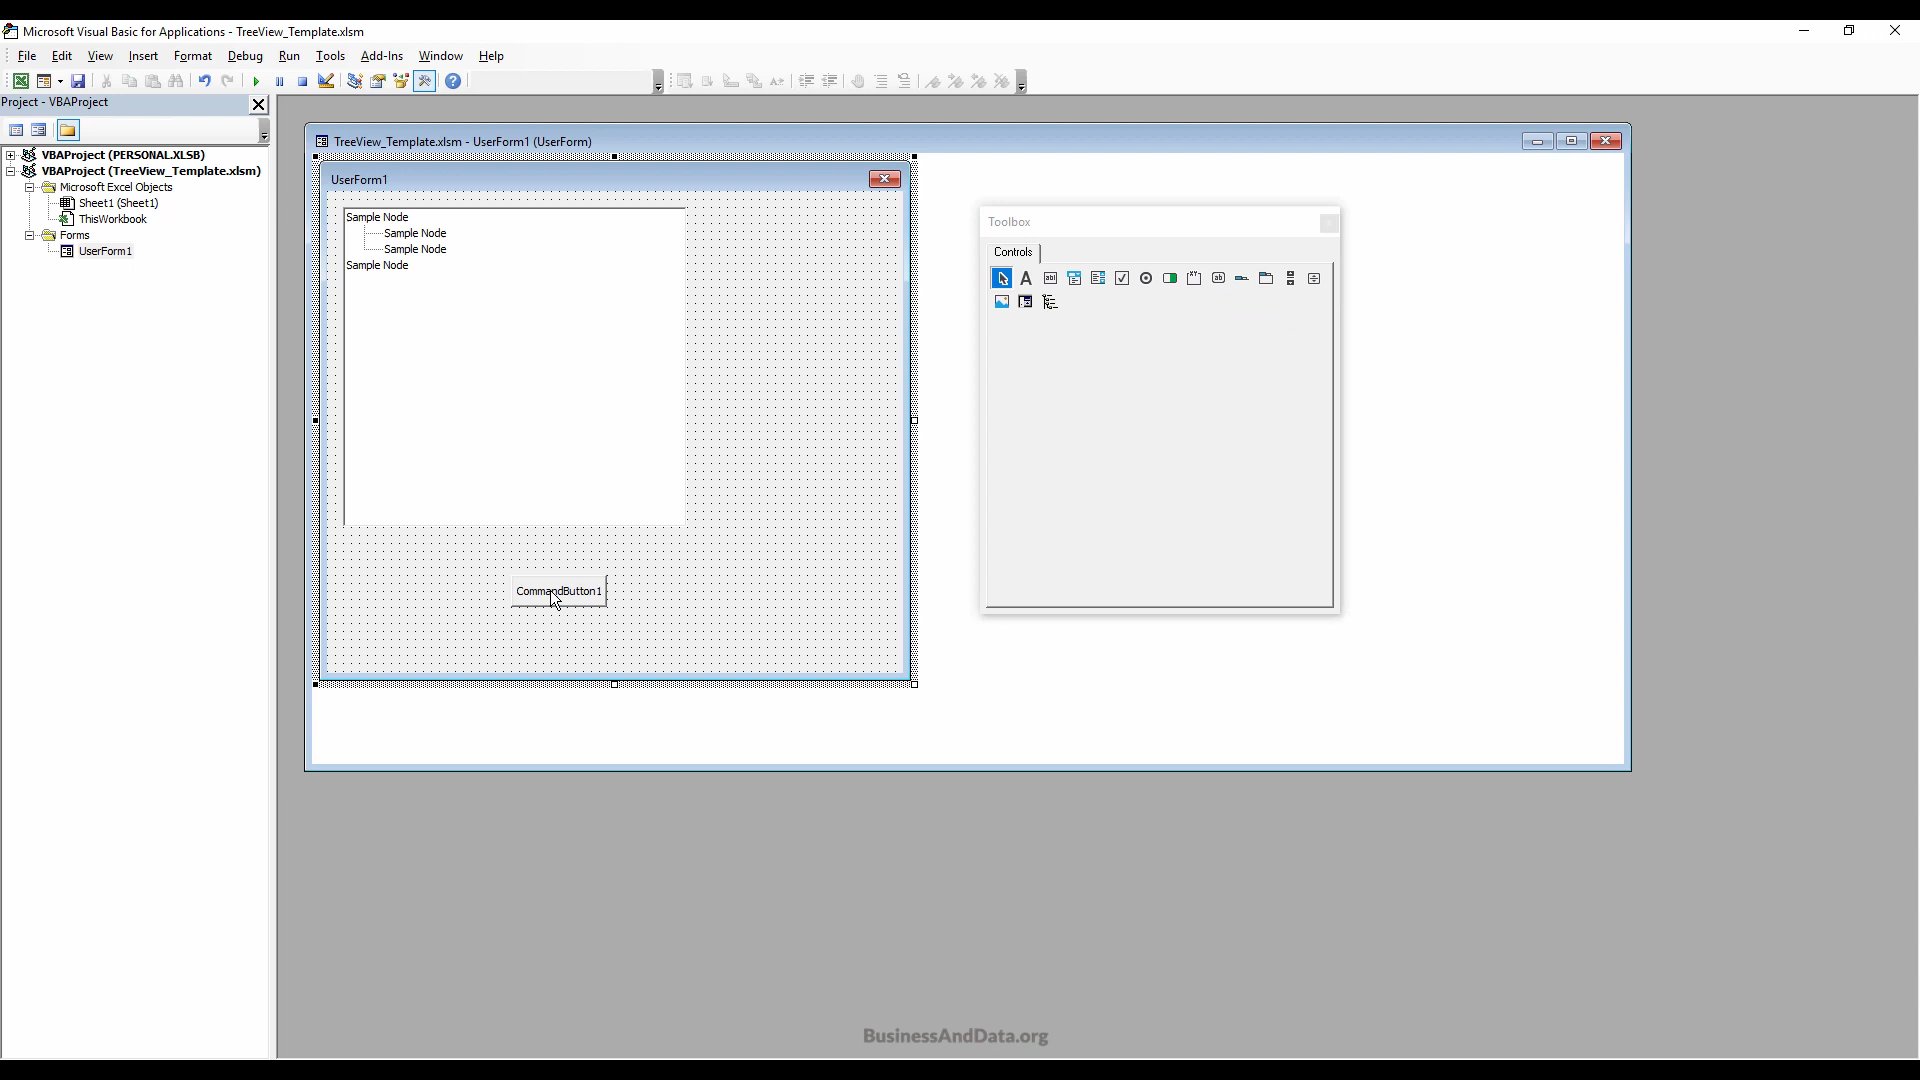 Microsoft Visual Basic for Applications - TreeView_Template.xlsm
File Edit View Insert Format Debug Run Tools Add-Ins Window Help
Project - VBAProject
VBAProject (PERSONAL.XLSB)
VBAProject (TreeView_Template.xlsm)
Microsoft Excel Objects
Sheet1 (Sheet1)
ThisWorkbook
Forms
UserForm1
TreeView_Template.xlsm - UserForm1 (UserForm)
UserForm1
Sample Node
Sample Node
Sample Node
Sample Node
CommandButton1
Toolbox
Controls
BusinessAndData.org